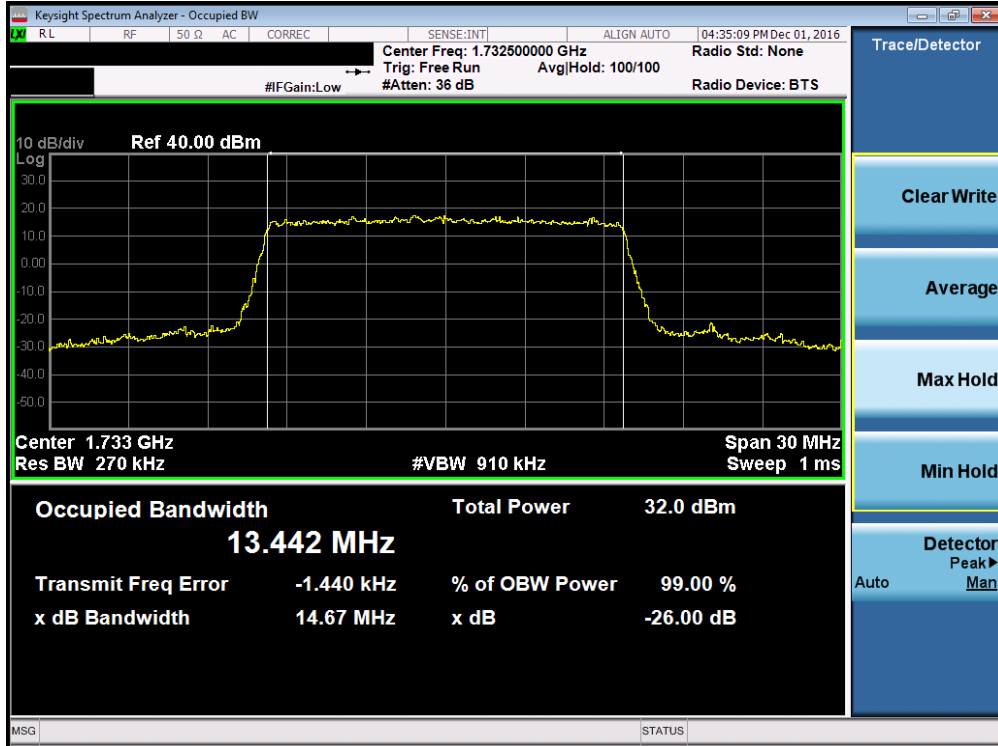 Keysight Spectrum Analyzer - Occupied BW
LXI RL RF 50 Ω AC CORREC SENSE:INT ALIGN AUTO 04:35:09 PM Dec 01, 2016
Center Freq: 1.732500000 GHz Radio Std: None
Trig: Free Run Avg|Hold: 100/100
#IFGain:Low #Atten: 36 dB Radio Device: BTS
10 dB/div Ref 40.00 dBm
Log
30.0
20.0
10.0
0.00
-10.0
-20.0
-30.0
-40.0
-50.0
Center 1.733 GHz Span 30 MHz
Res BW 270 kHz #VBW 910 kHz Sweep 1 ms
Occupied Bandwidth Total Power 32.0 dBm
13.442 MHz
Transmit Freq Error -1.440 kHz % of OBW Power 99.00 %
x dB Bandwidth 14.67 MHz x dB -26.00 dB
MSG STATUS
Trace/Detector
Clear Write
Average
Max Hold
Min Hold
Detector
Peak▶
Auto Man